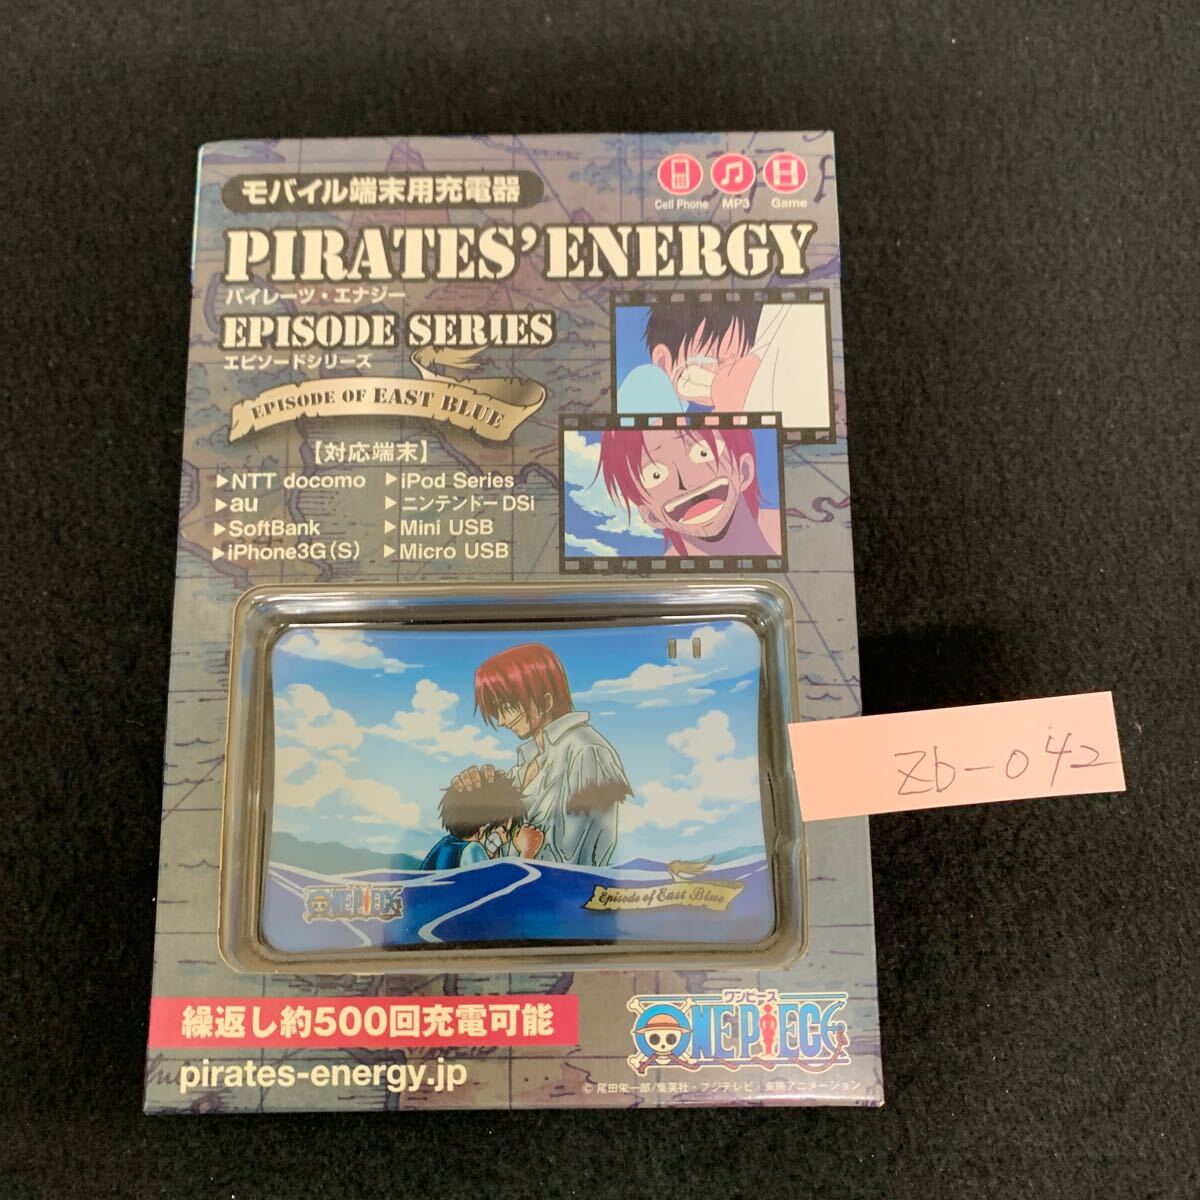 モバイル端末用充電器
Cell Phone MP3 Game
PIRATES' ENERGY
パイレーツ・エナジー
EPISODE SERIES
エピソードシリーズ
EPISODE OF EAST BLUE
【対応端末】
▶NTT docomo ▶iPod Series
▶au ▶ニンテンドーDSi
▶SoftBank ▶Mini USB
▶iPhone3G(S) ▶Micro USB
zb-042
ONE PIECE
Episode of East Blue
繰返し約500回充電可能
pirates-energy.jp
ワンピース
ONE PIECE
© 尾田栄一郎/集英社・フジテレビ・東映アニメーション